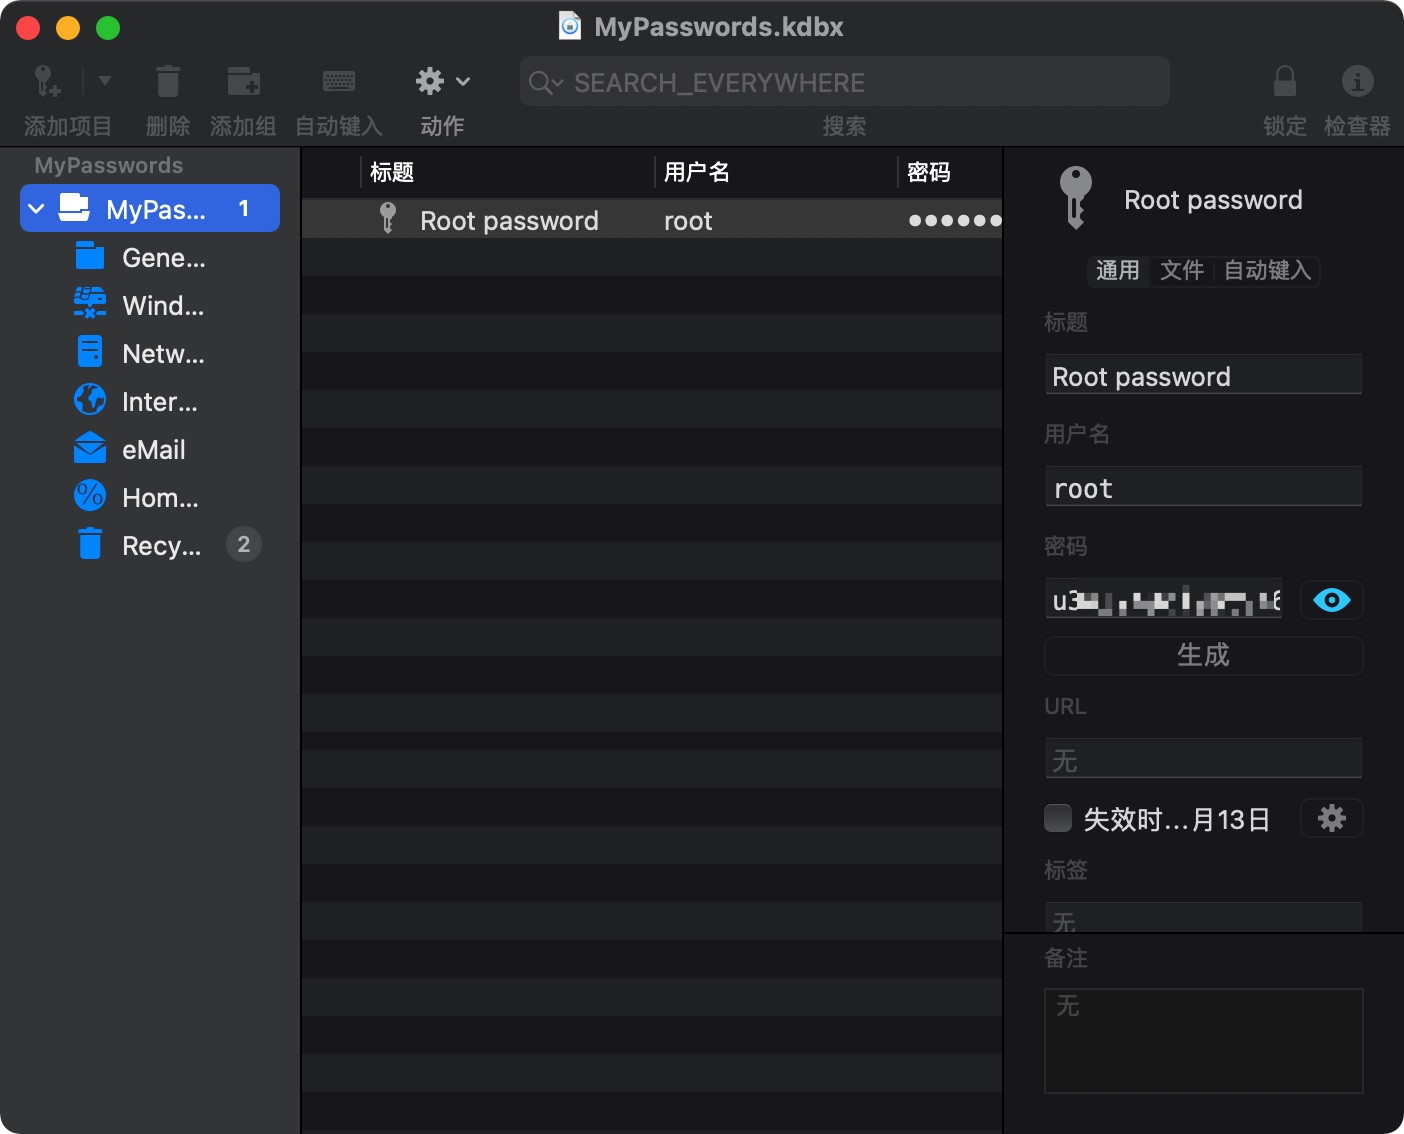 MyPasswords.kdbx
SEARCH_EVERYWHERE
添加项目 删除 添加组 自动键入 动作 搜索 锁定 检查器
MyPasswords
MyPas... 1
Gene...
Wind...
Netw...
Inter...
eMail
Hom...
Recy... 2
标题 用户名 密码
Root password root ●●●●●●
Root password
通用 文件 自动键入
标题
Root password
用户名
root
密码
生成
URL
无
失效时...月13日
标签
无
备注
无